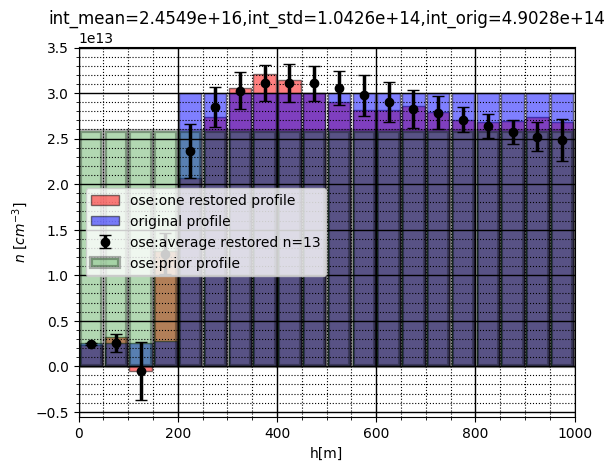 int_mean=2.4549e+16,int_std=1.0426e+14,int_orig=4.9028e+14
1e13
3.5
3.0
2.5
2.0
1.5
1.0
0.5
0.0
−0.5
n [cm⁻³]
ose:one restored profile
original profile
ose:average restored n=13
ose:prior profile
0 200 400 600 800 1000
h[m]